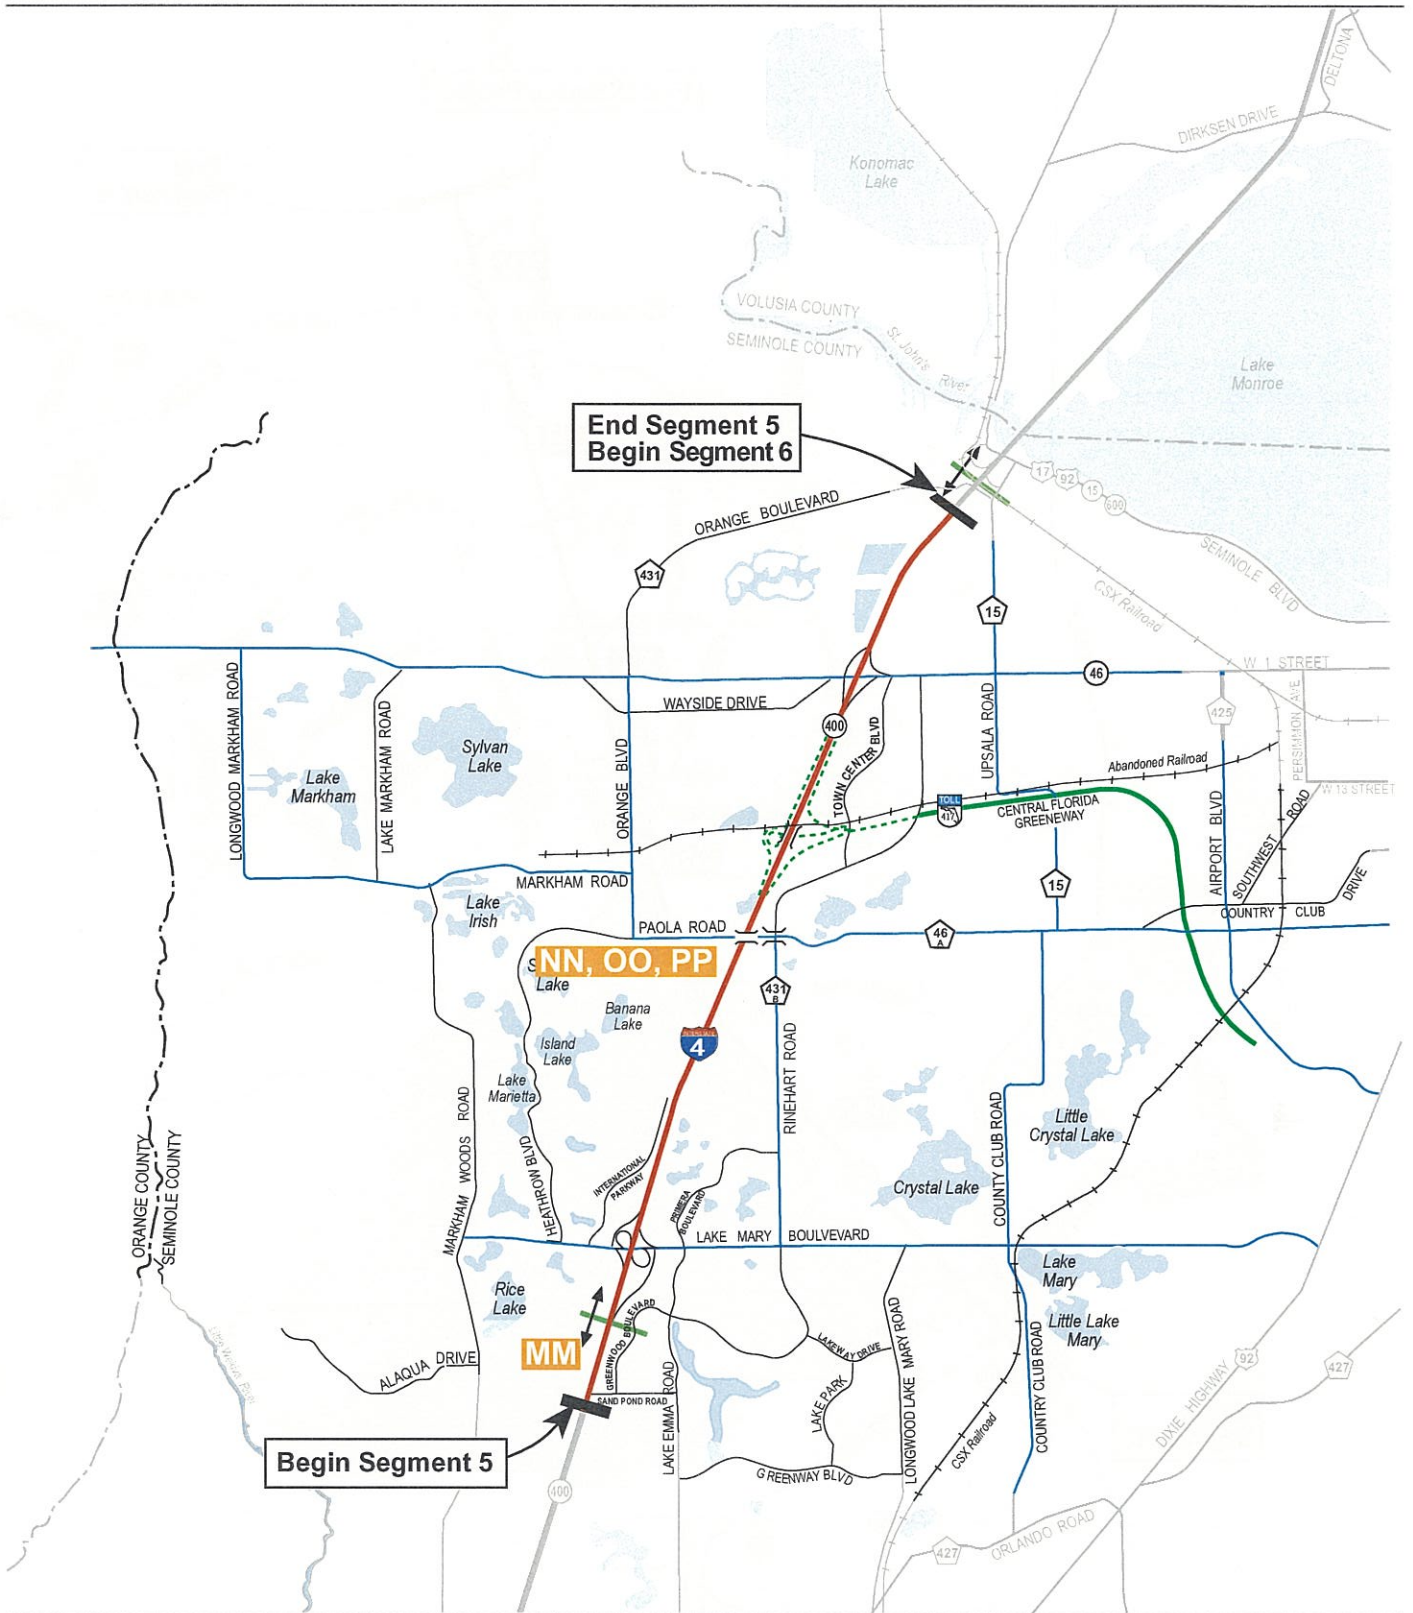 DELTONA
DIRKSEN DRIVE
Konomac
Lake
VOLUSIA COUNTY
SEMINOLE COUNTY
St. John's River
Lake
Monroe
End Segment 5
Begin Segment 6
17
92
15
600
ORANGE BOULEVARD
SEMINOLE BLVD
431
CSX Railroad
15
W 1 STREET
46
LONGWOOD MARKHAM ROAD
LAKE MARKHAM ROAD
WAYSIDE DRIVE
UPSALA ROAD
PERSIMMON AVE
425
400
TOWN CENTER BLVD
Sylvan
Lake
ORANGE BLVD
Lake
Markham
Abandoned Railroad
W 13 STREET
TOLL
417
CENTRAL FLORIDA
GREENEWAY
AIRPORT BLVD
SOUTHWEST ROAD
MARKHAM ROAD
15
Lake
Irish
COUNTRY CLUB DRIVE
PAOLA ROAD
46
A
NN, OO, PP
S
Lake
431
B
Banana
Lake
4
Island
Lake
RINEHART ROAD
Lake
Marietta
MARKHAM WOODS ROAD
HEATHROW BLVD
INTERNATIONAL
PARKWAY
PRIMERA
BOULEVARD
COUNTY CLUB ROAD
Little
Crystal Lake
Crystal Lake
ORANGE COUNTY
SEMINOLE COUNTY
LAKE MARY BOULVEVARD
Lake
Mary
Rice
Lake
Little Lake
Mary
GREENWOOD BOULEVARD
MM
LAKEWAY DRIVE
LONGWOOD LAKE MARY ROAD
COUNTRY CLUB ROAD
92
427
ALAQUA DRIVE
SAND POND ROAD
LAKE EMMA ROAD
LAKE PARK
DIXIE HIGHWAY
Begin Segment 5
GREENWAY BLVD
CSX Railroad
400
427
ORLANDO ROAD